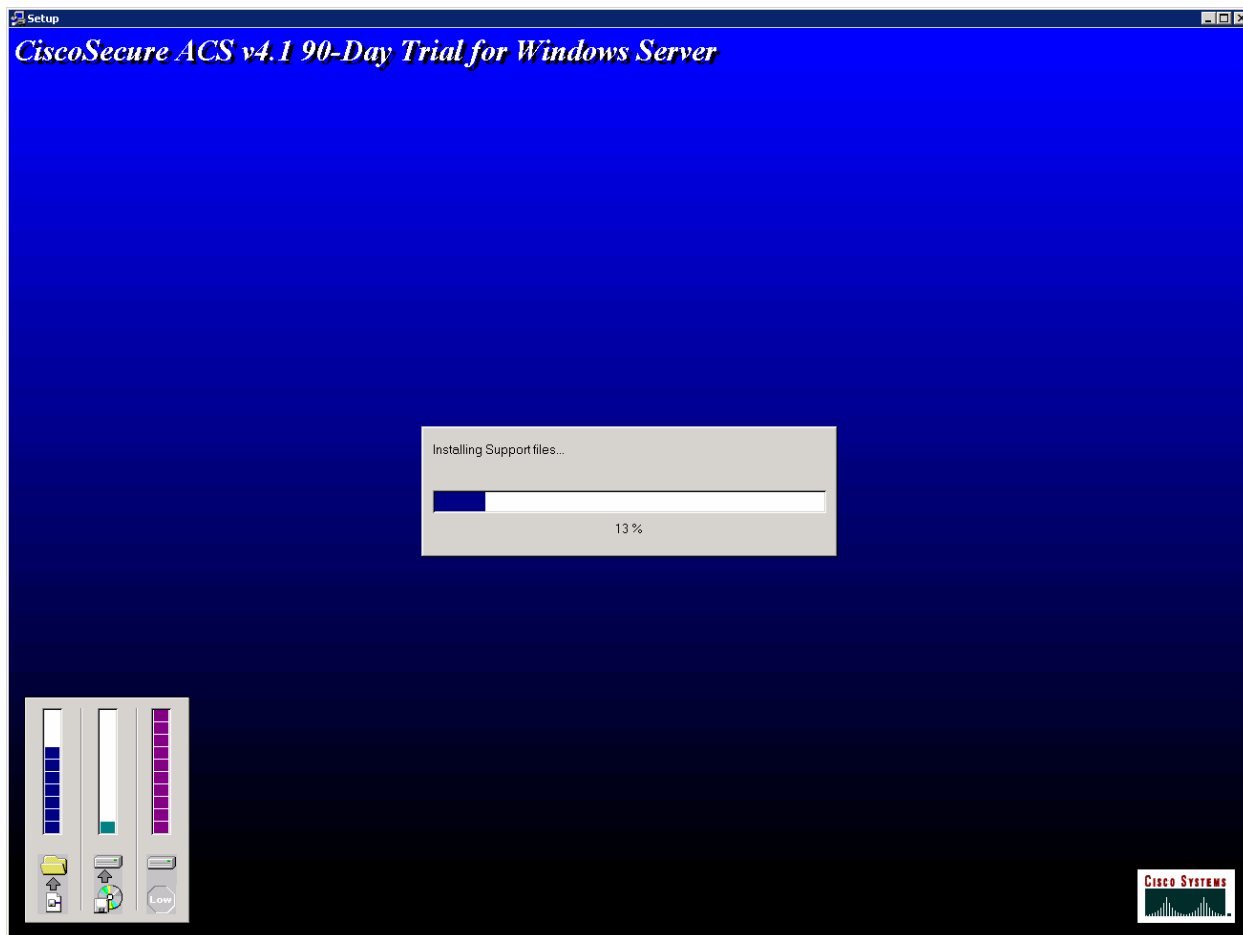 Setup
CiscoSecure ACS v4.1 90-Day Trial for Windows Server
Installing Support files...
13 %
Low
CISCO SYSTEMS